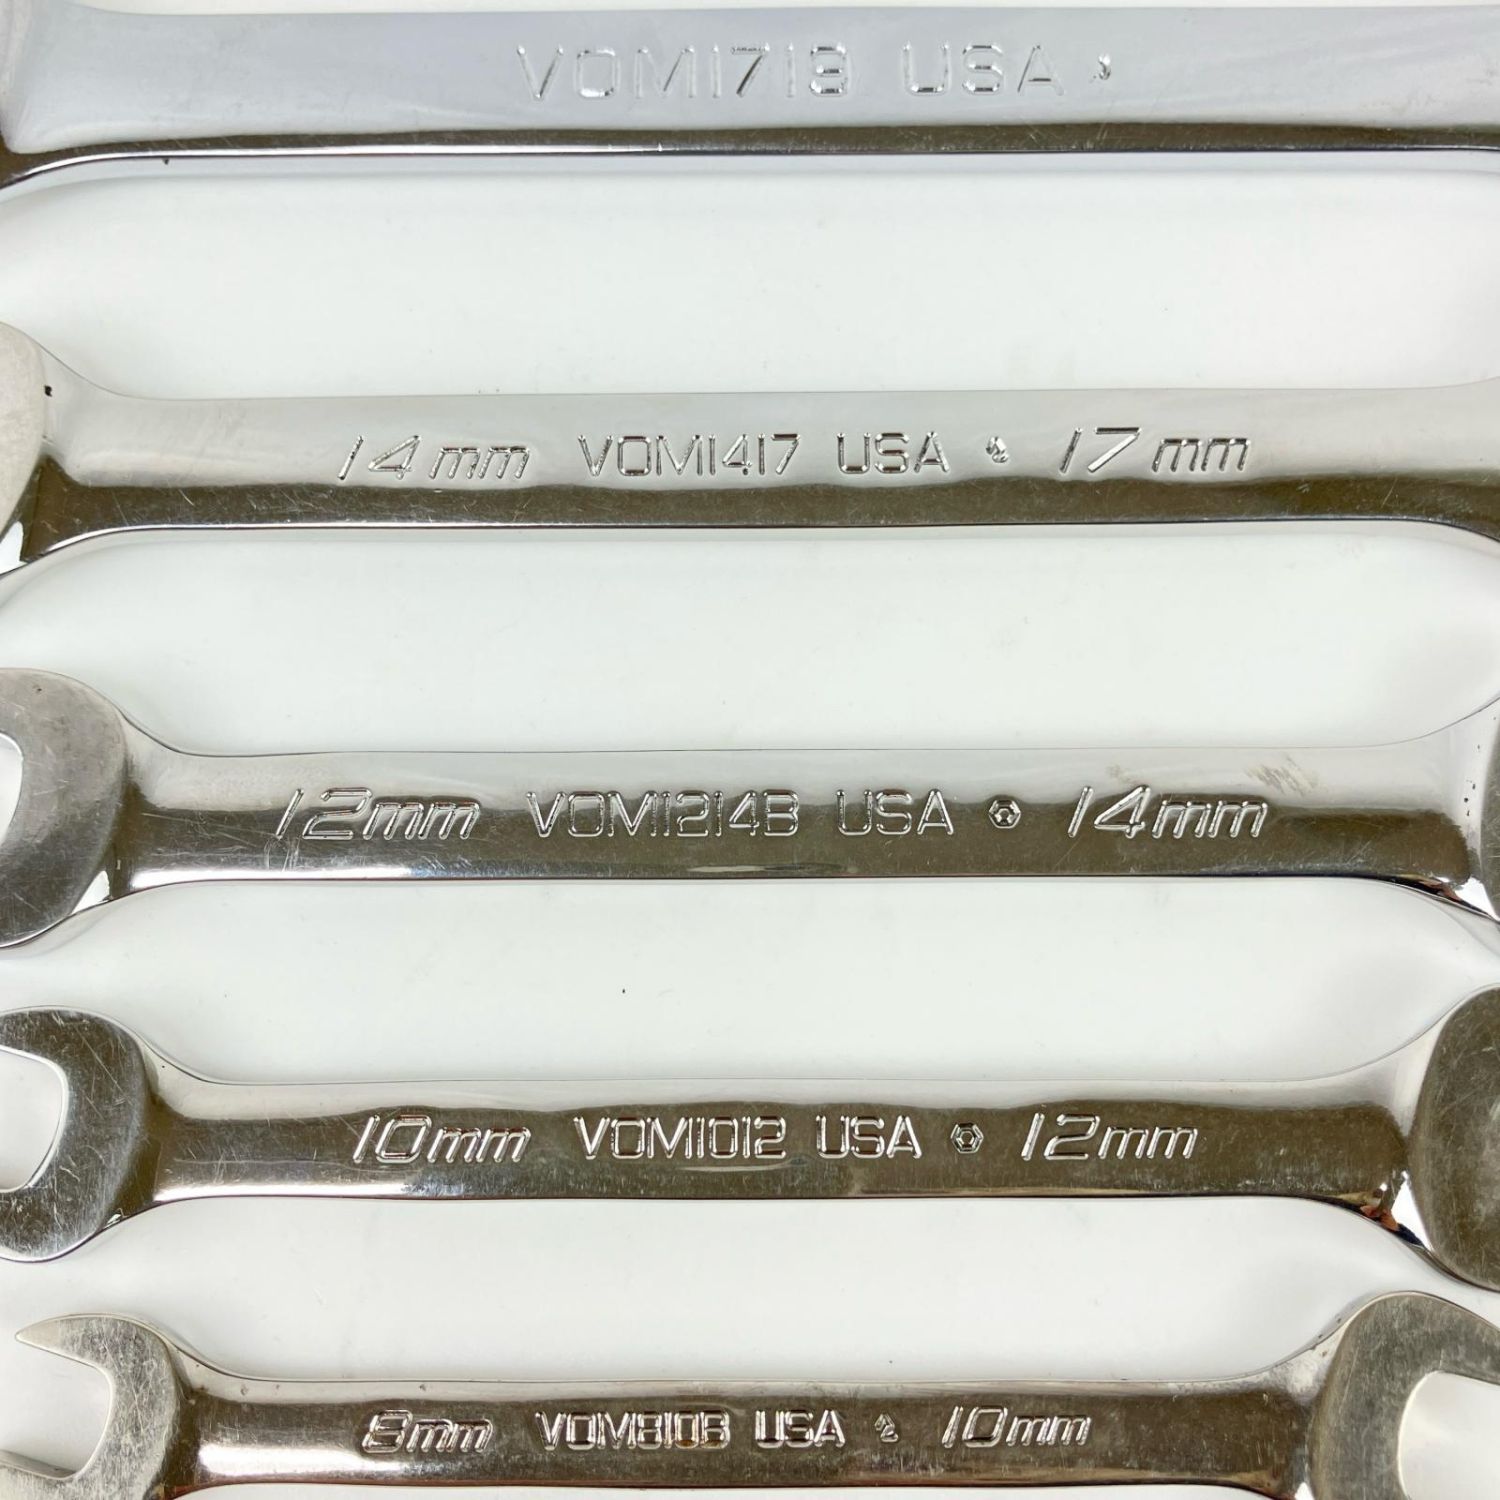 VOM1719 USA
14mm VOM1417 USA 17mm
12mm VOM1214B USA 14mm
10mm VOM1012 USA 12mm
8mm VOM810B USA 10mm